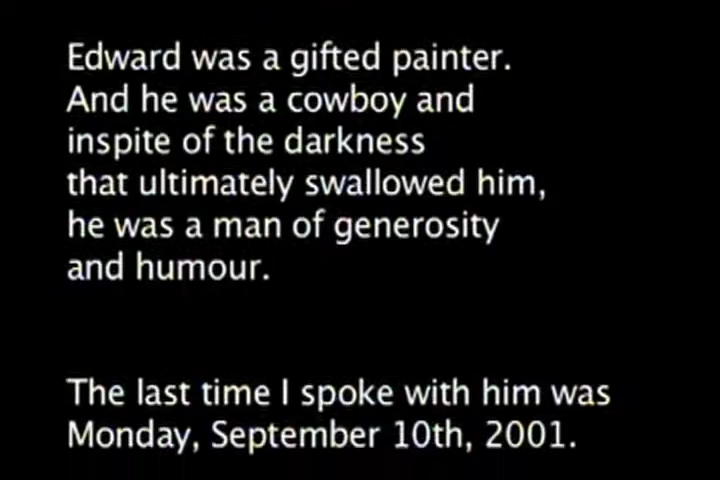 Edward was a gifted painter.
And he was a cowboy and
inspite of the darkness
that ultimately swallowed him,
he was a man of generosity
and humour.
The last time I spoke with him was
Monday, September 10th, 2001.